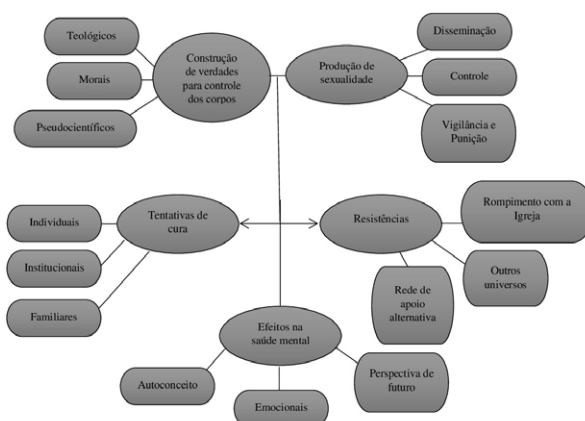 Teológicos
Morais
Pseudocientíficos
Construção
de verdades
para controle
dos corpos
Produção de
sexualidade
Disseminação
Controle
Vigilância e
Punição
Individuais
Institucionais
Familiares
Tentativas de
cura
Resistências
Rompimento com a
Igreja
Outros
universos
Rede de
apoio
alternativa
Efeitos na
saúde mental
Autoconceito
Emocionais
Perspectiva de
futuro